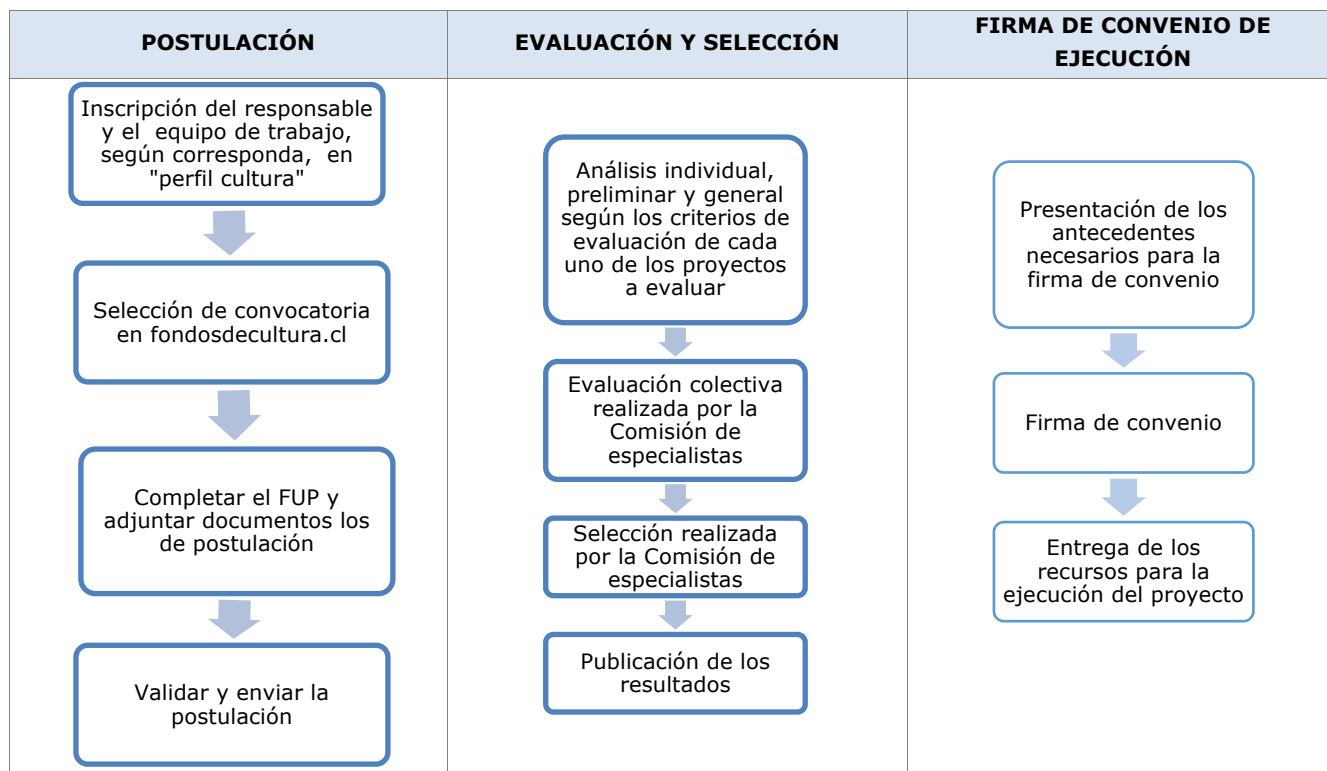 POSTULACIÓN
Inscripción del responsable
y el equipo de trabajo,
según corresponda, en
"perfil cultura"
Selección de convocatoria
en fondosdecultura.cl
Completar el FUP y
adjuntar documentos los
de postulación
Validar y enviar la
postulación
EVALUACIÓN Y SELECCIÓN
Análisis individual,
preliminar y general
según los criterios de
evaluación de cada
uno de los proyectos
a evaluar
Evaluación colectiva
realizada por la
Comisión de
especialistas
Selección realizada
por la Comisión de
especialistas
Publicación de los
resultados
FIRMA DE CONVENIO DE
EJECUCIÓN
Presentación de los
antecedentes
necesarios para la
firma de convenio
Firma de convenio
Entrega de los
recursos para la
ejecución del proyecto